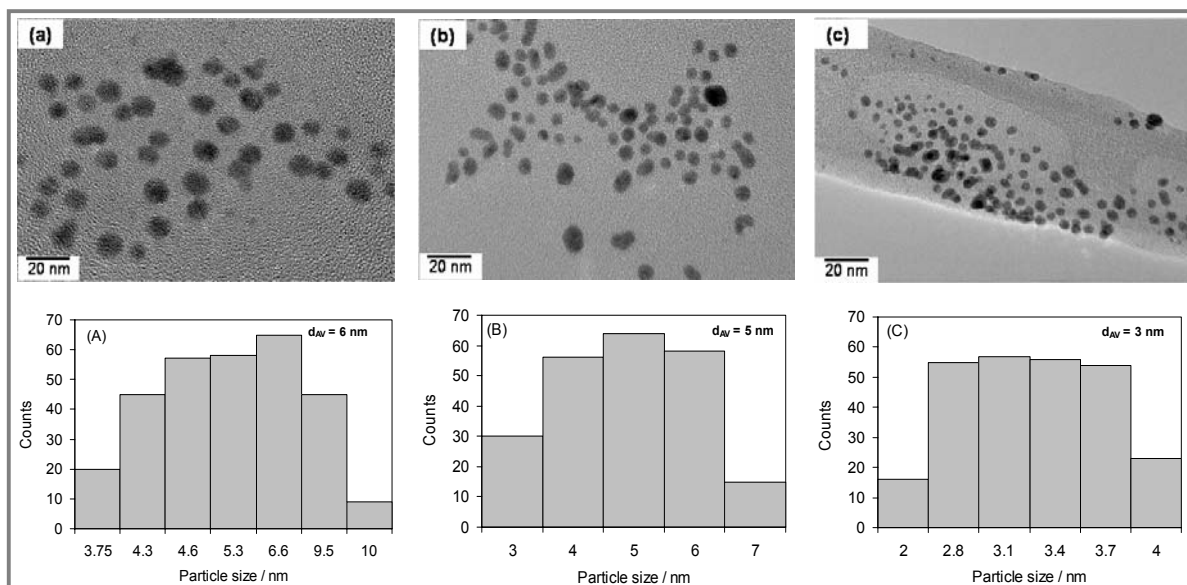 (a)
20 nm
(b)
20 nm
(c)
20 nm
(A)
d_AV = 6 nm
70
60
50
40
30
20
10
0
Counts
3.75 4.3 4.6 5.3 6.6 9.5 10
Particle size / nm
(B)
d_AV = 5 nm
70
60
50
40
30
20
10
0
Counts
3 4 5 6 7
Particle size / nm
(C)
d_AV = 3 nm
70
60
50
40
30
20
10
0
Counts
2 2.8 3.1 3.4 3.7 4
Particle size / nm